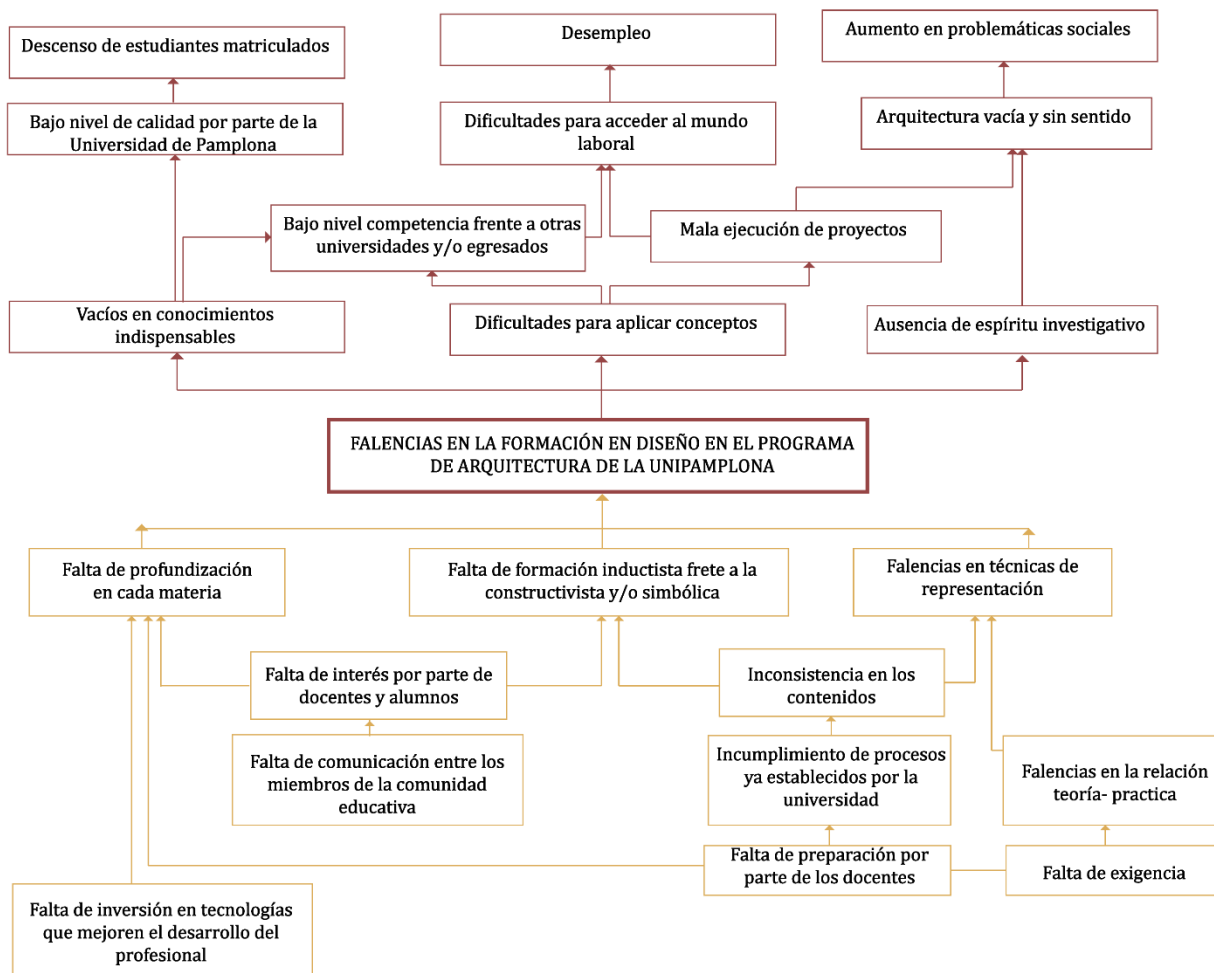 Descenso de estudiantes matriculados
Desempleo
Aumento en problemáticas sociales
Bajo nivel de calidad por parte de la
Universidad de Pamplona
Dificultades para acceder al mundo
laboral
Arquitectura vacía y sin sentido
Bajo nivel competencia frente a otras
universidades y/o egresados
Mala ejecución de proyectos
Vacíos en conocimientos
indispensables
Dificultades para aplicar conceptos
Ausencia de espíritu investigativo
FALENCIAS EN LA FORMACIÓN EN DISEÑO EN EL PROGRAMA
DE ARQUITECTURA DE LA UNIPAMPLONA
Falta de profundización
en cada materia
Falta de formación inductista frete a la
constructivista y/o simbólica
Falencias en técnicas de
representación
Falta de interés por parte de
docentes y alumnos
Inconsistencia en los
contenidos
Falta de comunicación entre los
miembros de la comunidad
educativa
Incumplimiento de procesos
ya establecidos por la
universidad
Falencias en la relación
teoría- practica
Falta de preparación por
parte de los docentes
Falta de exigencia
Falta de inversión en tecnologías
que mejoren el desarrollo del
profesional